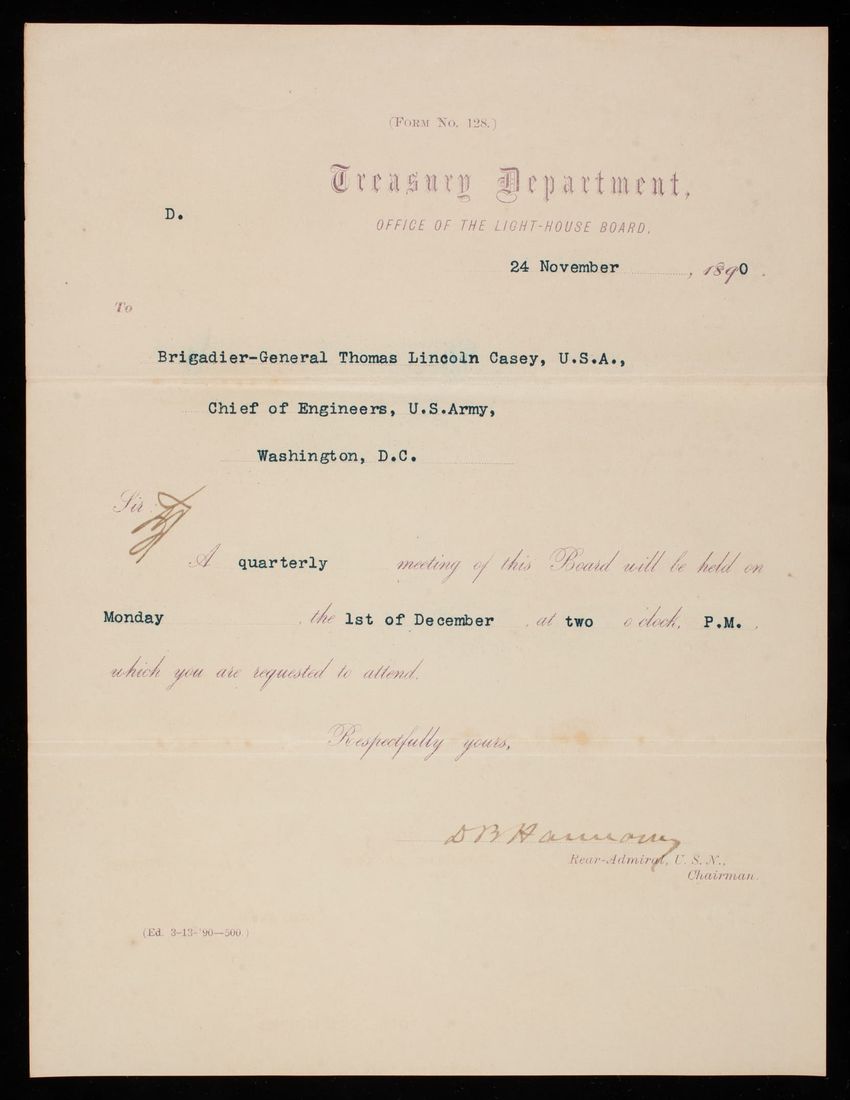 (FORM NO. 128.)
Treasury Department,
D.
OFFICE OF THE LIGHT-HOUSE BOARD,
24 November, 1890.
To
Brigadier-General Thomas Lincoln Casey, U.S.A.,
Chief of Engineers, U.S.Army,
Washington, D.C.
Sir:
A quarterly meeting of this Board will be held on
Monday, the 1st of December, at two o'clock, P.M.,
which you are requested to attend.
Respectfully yours,
D B Harmony
Rear-Admiral, U. S. N.,
Chairman.
(Ed. 3-13-'90—500.)